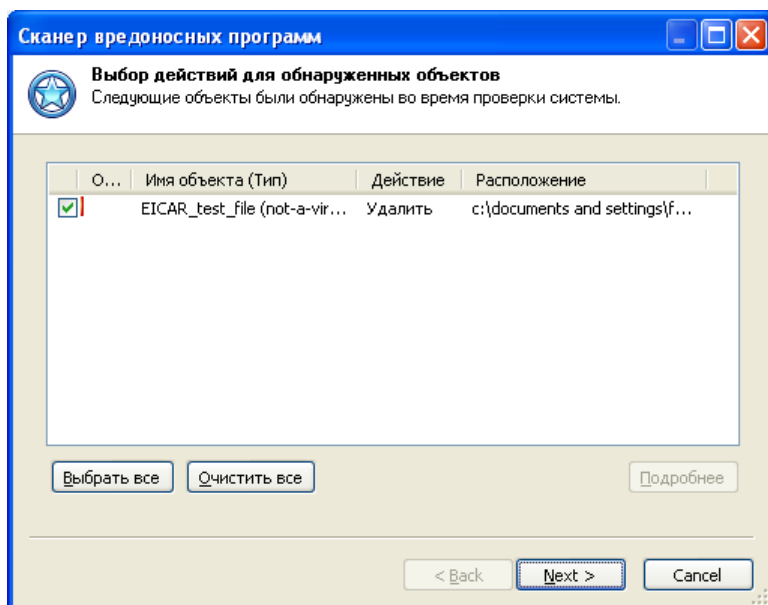 Сканер вредоносных программ
Выбор действий для обнаруженных объектов
Следующие объекты были обнаружены во время проверки системы.
О... Имя объекта (Тип) Действие Расположение
EICAR_test_file (not-a-vir... Удалить c:\documents and settings\f...
Выбрать все Очистить все Подробнее
< Back Next > Cancel